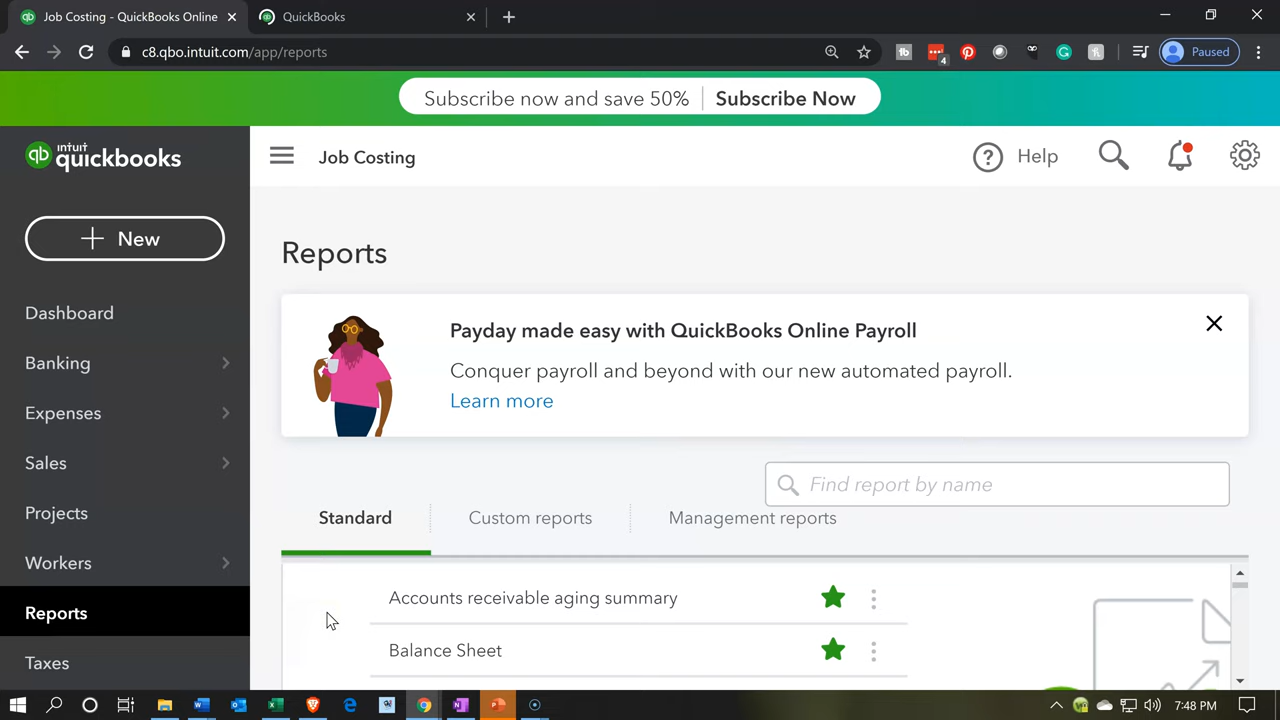 Job Costing - QuickBooks Online
QuickBooks
c8.qbo.intuit.com/app/reports
4
Paused
Subscribe now and save 50% | Subscribe Now
qb intuit quickbooks
Job Costing
Help
New
Dashboard
Banking
Expenses
Sales
Projects
Workers
Reports
Taxes
Reports
Payday made easy with QuickBooks Online Payroll
Conquer payroll and beyond with our new automated payroll.
Learn more
Find report by name
Standard
Custom reports
Management reports
Accounts receivable aging summary
Balance Sheet
7:48 PM